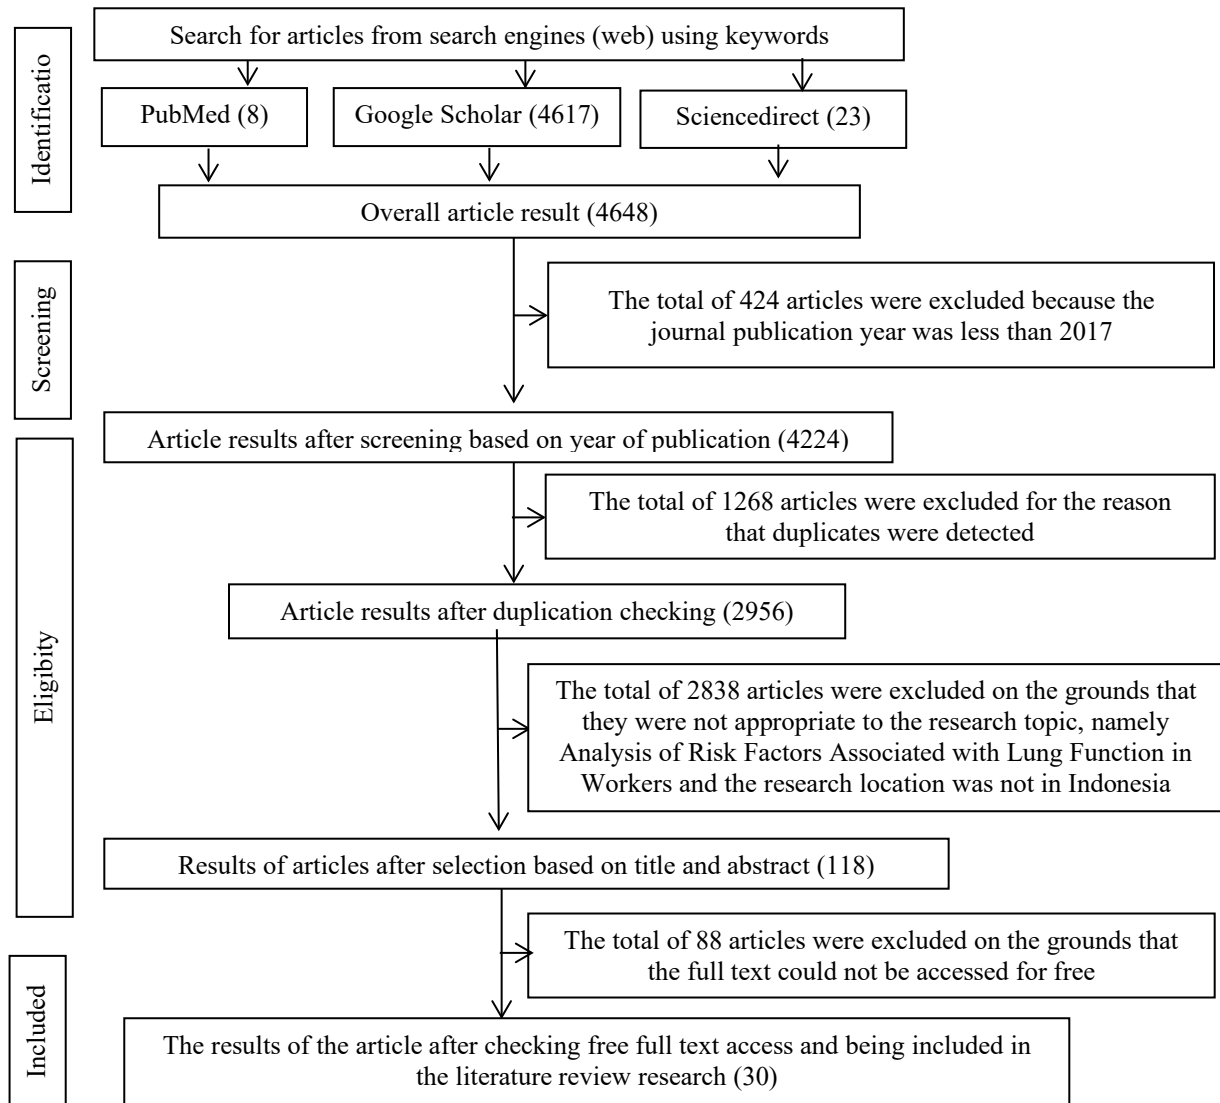 Identificatio
Search for articles from search engines (web) using keywords
PubMed (8)
Google Scholar (4617)
Sciencedirect (23)
Overall article result (4648)
Screening
The total of 424 articles were excluded because the
journal publication year was less than 2017
Article results after screening based on year of publication (4224)
Eligibity
The total of 1268 articles were excluded for the reason
that duplicates were detected
Article results after duplication checking (2956)
The total of 2838 articles were excluded on the grounds that
they were not appropriate to the research topic, namely
Analysis of Risk Factors Associated with Lung Function in
Workers and the research location was not in Indonesia
Results of articles after selection based on title and abstract (118)
The total of 88 articles were excluded on the grounds that
the full text could not be accessed for free
Included
The results of the article after checking free full text access and being included in
the literature review research (30)